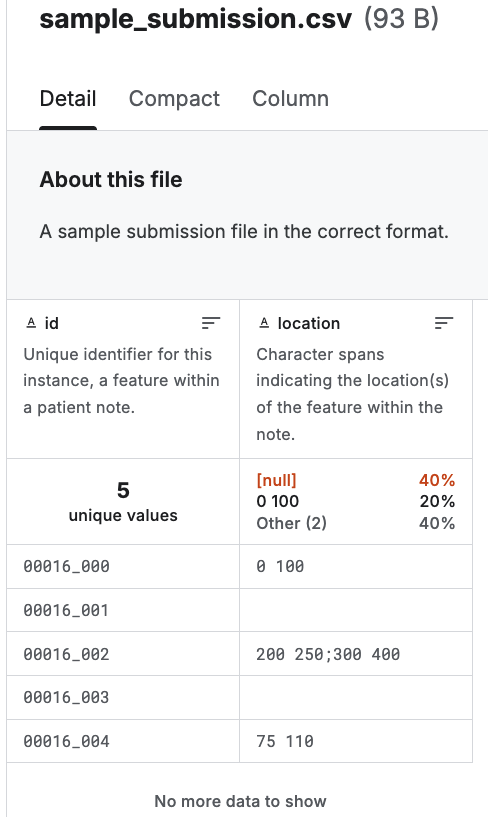 sample_submission.csv (93 B)
Detail Compact Column
About this file
A sample submission file in the correct format.
A id
Unique identifier for this
instance, a feature within
a patient note.
A location
Character spans
indicating the location(s)
of the feature within the
note.
5
unique values
[null] 40%
0 100 20%
Other (2) 40%
00016_000 0 100
00016_001
00016_002 200 250;300 400
00016_003
00016_004 75 110
No more data to show